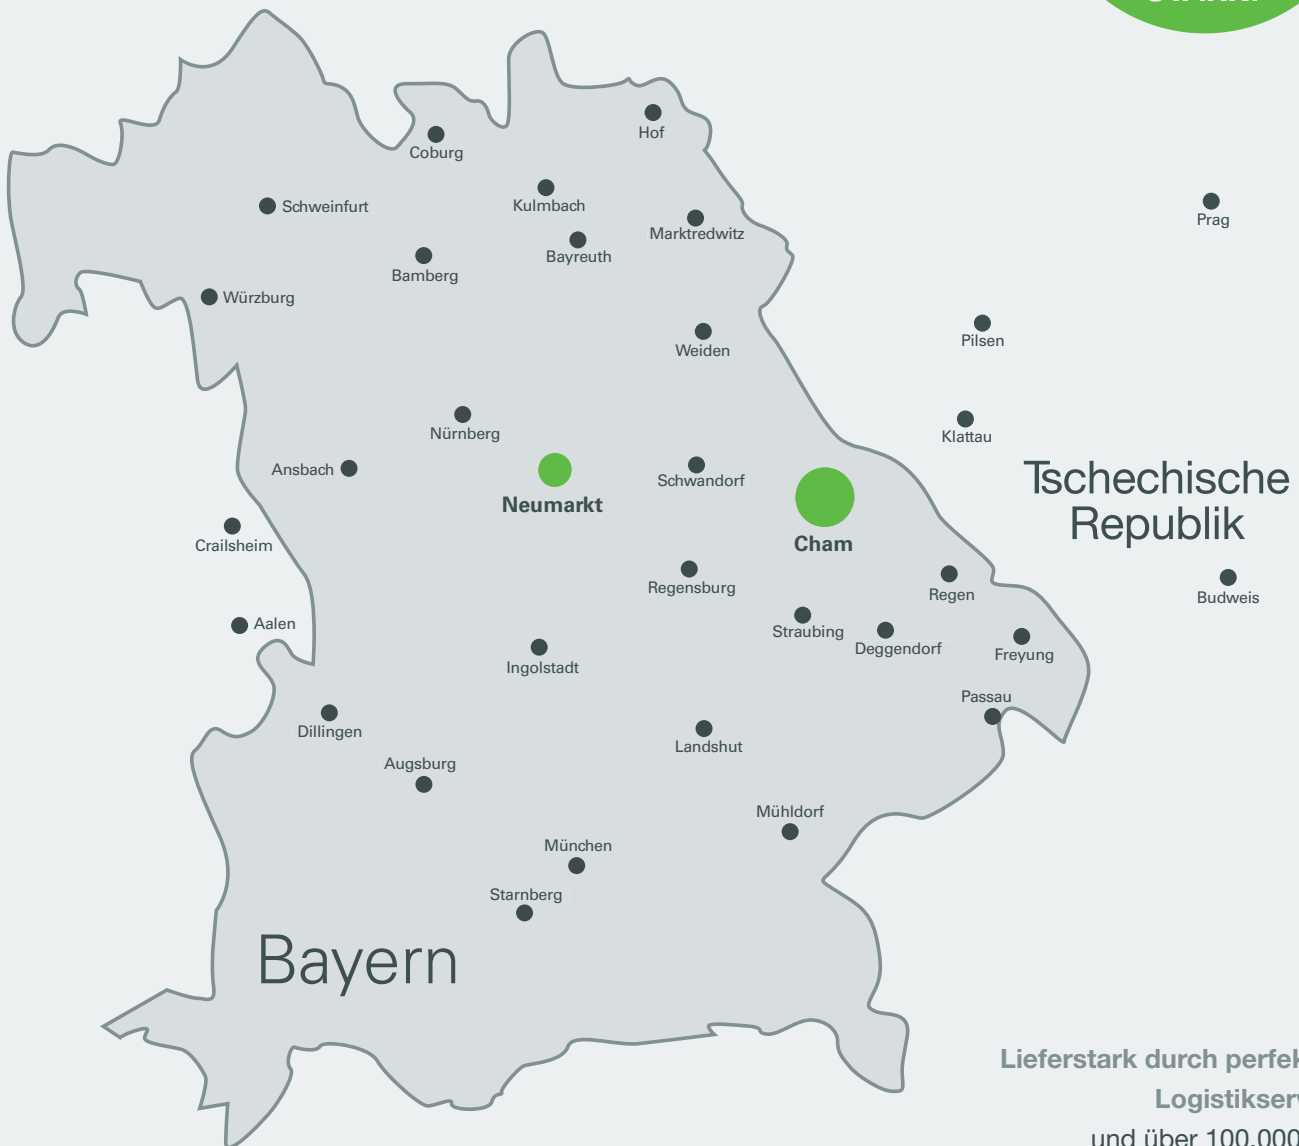 Hof
Coburg
Kulmbach
Schweinfurt
Prag
Marktredwitz
Bayreuth
Bamberg
Würzburg
Pilsen
Weiden
Nürnberg
Klattau
Ansbach
Schwandorf
Tschechische
Republik
Neumarkt
Cham
Crailsheim
Regensburg
Regen
Budweis
Aalen
Straubing
Deggendorf
Freyung
Ingolstadt
Passau
Dillingen
Landshut
Augsburg
Mühldorf
München
Starnberg
Bayern
Lieferstark durch perfek
Logistikserv
und über 100.000